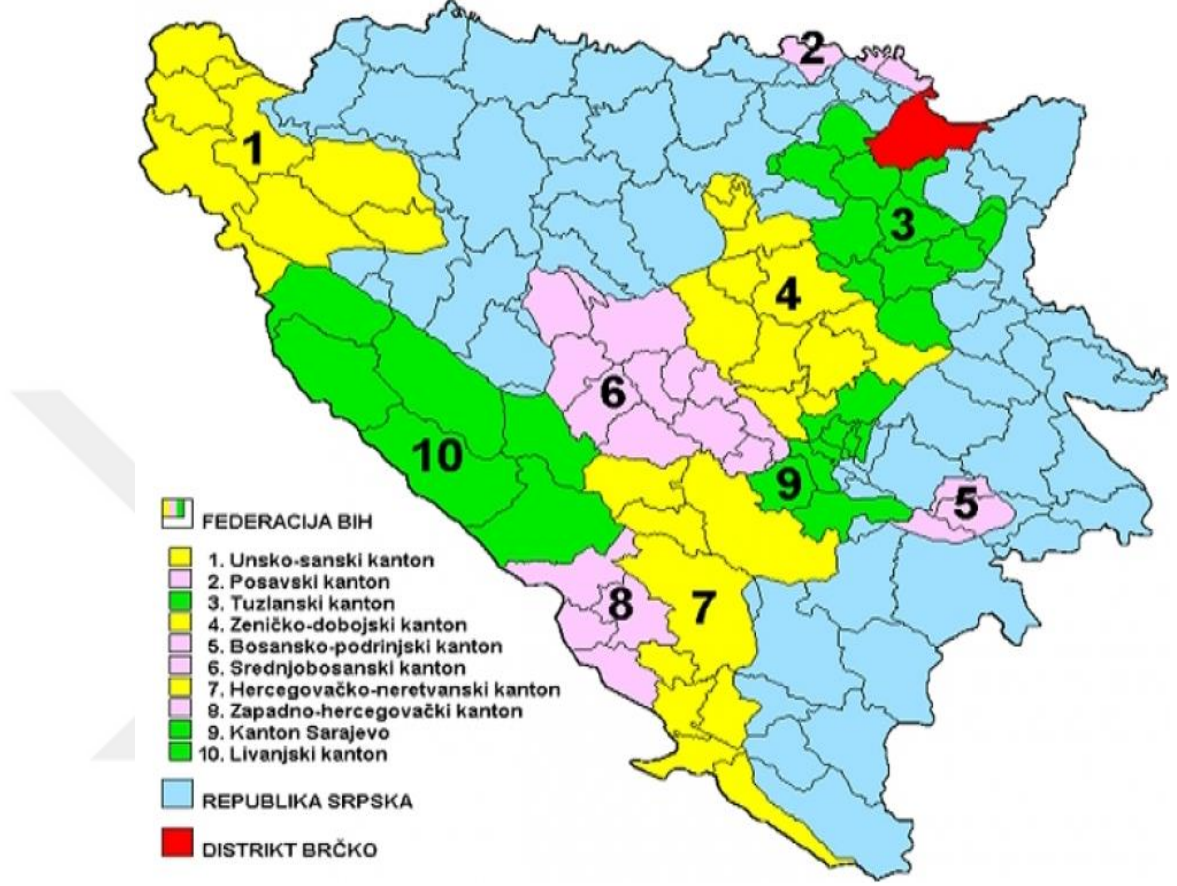 2
1
3
4
6
10
9
5
8
7
FEDERACIJA BIH
1. Unsko-sanski kanton
2. Posavski kanton
3. Tuzlanski kanton
4. Zeničko-dobojski kanton
5. Bosansko-podrinjski kanton
6. Srednjobosanski kanton
7. Hercegovačko-neretvanski kanton
8. Zapadno-hercegovački kanton
9. Kanton Sarajevo
10. Livanjski kanton
REPUBLIKA SRPSKA
DISTRIKT BRČKO